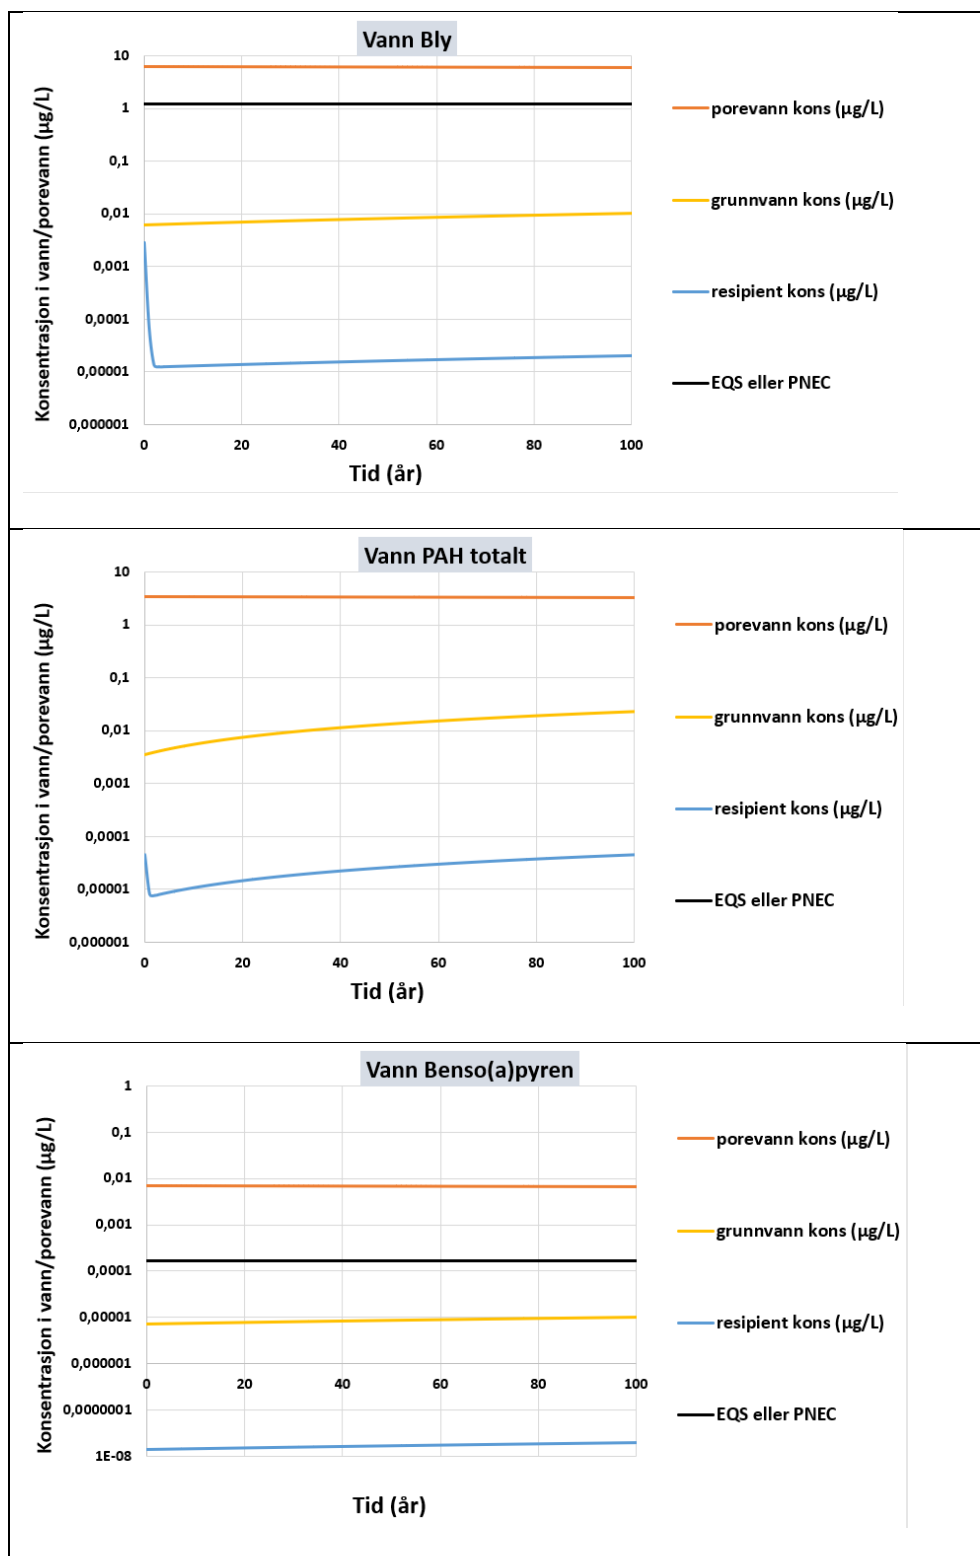 Vann Bly
Konsentrasjon i vann/porevann (µg/L)
10
1
0,1
0,01
0,001
0,0001
0,00001
0,000001
0 20 40 60 80 100
Tid (år)
porevann kons (µg/L)
grunnvann kons (µg/L)
resipient kons (µg/L)
EQS eller PNEC
Vann PAH totalt
Konsentrasjon i vann/porevann (µg/L)
10
1
0,1
0,01
0,001
0,0001
0,00001
0,000001
0 20 40 60 80 100
Tid (år)
porevann kons (µg/L)
grunnvann kons (µg/L)
resipient kons (µg/L)
EQS eller PNEC
Vann Benso(a)pyren
Konsentrasjon i vann/porevann (µg/L)
1
0,1
0,01
0,001
0,0001
0,00001
0,000001
0 20 40 60 80 100
0,0000001
1E-08
Tid (år)
porevann kons (µg/L)
grunnvann kons (µg/L)
resipient kons (µg/L)
EQS eller PNEC